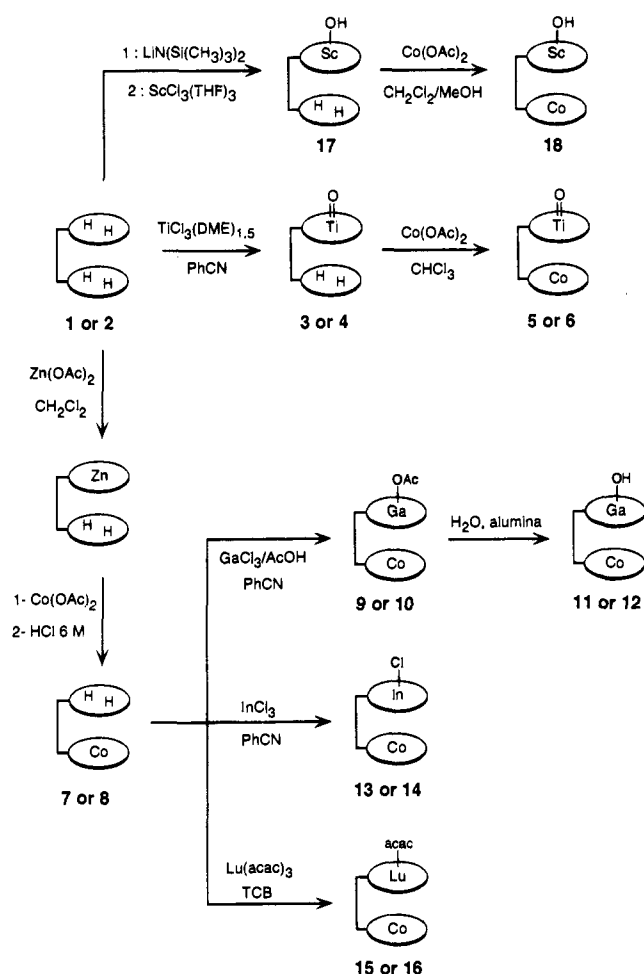 OH
OH
1 : LiN(Si(CH3)3)2
Sc
Co(OAc)2
Sc
2 : ScCl3(THF)3
CH2Cl2/MeOH
H H
Co
17
18
O
O
H H
TiCl3(DME)1.5
Ti
Co(OAc)2
Ti
PhCN
CHCl3
H H
H H
Co
1 or 2
3 or 4
5 or 6
Zn(OAc)2
CH2Cl2
Zn
OAc
OH
Ga
H2O, alumina
Ga
H H
GaCl3/AcOH
PhCN
Co
Co
1- Co(OAc)2
9 or 10
11 or 12
2- HCl 6 M
Cl
H H
InCl3
In
PhCN
Co
Co
7 or 8
13 or 14
acac
Lu(acac)3
Lu
TCB
Co
15 or 16